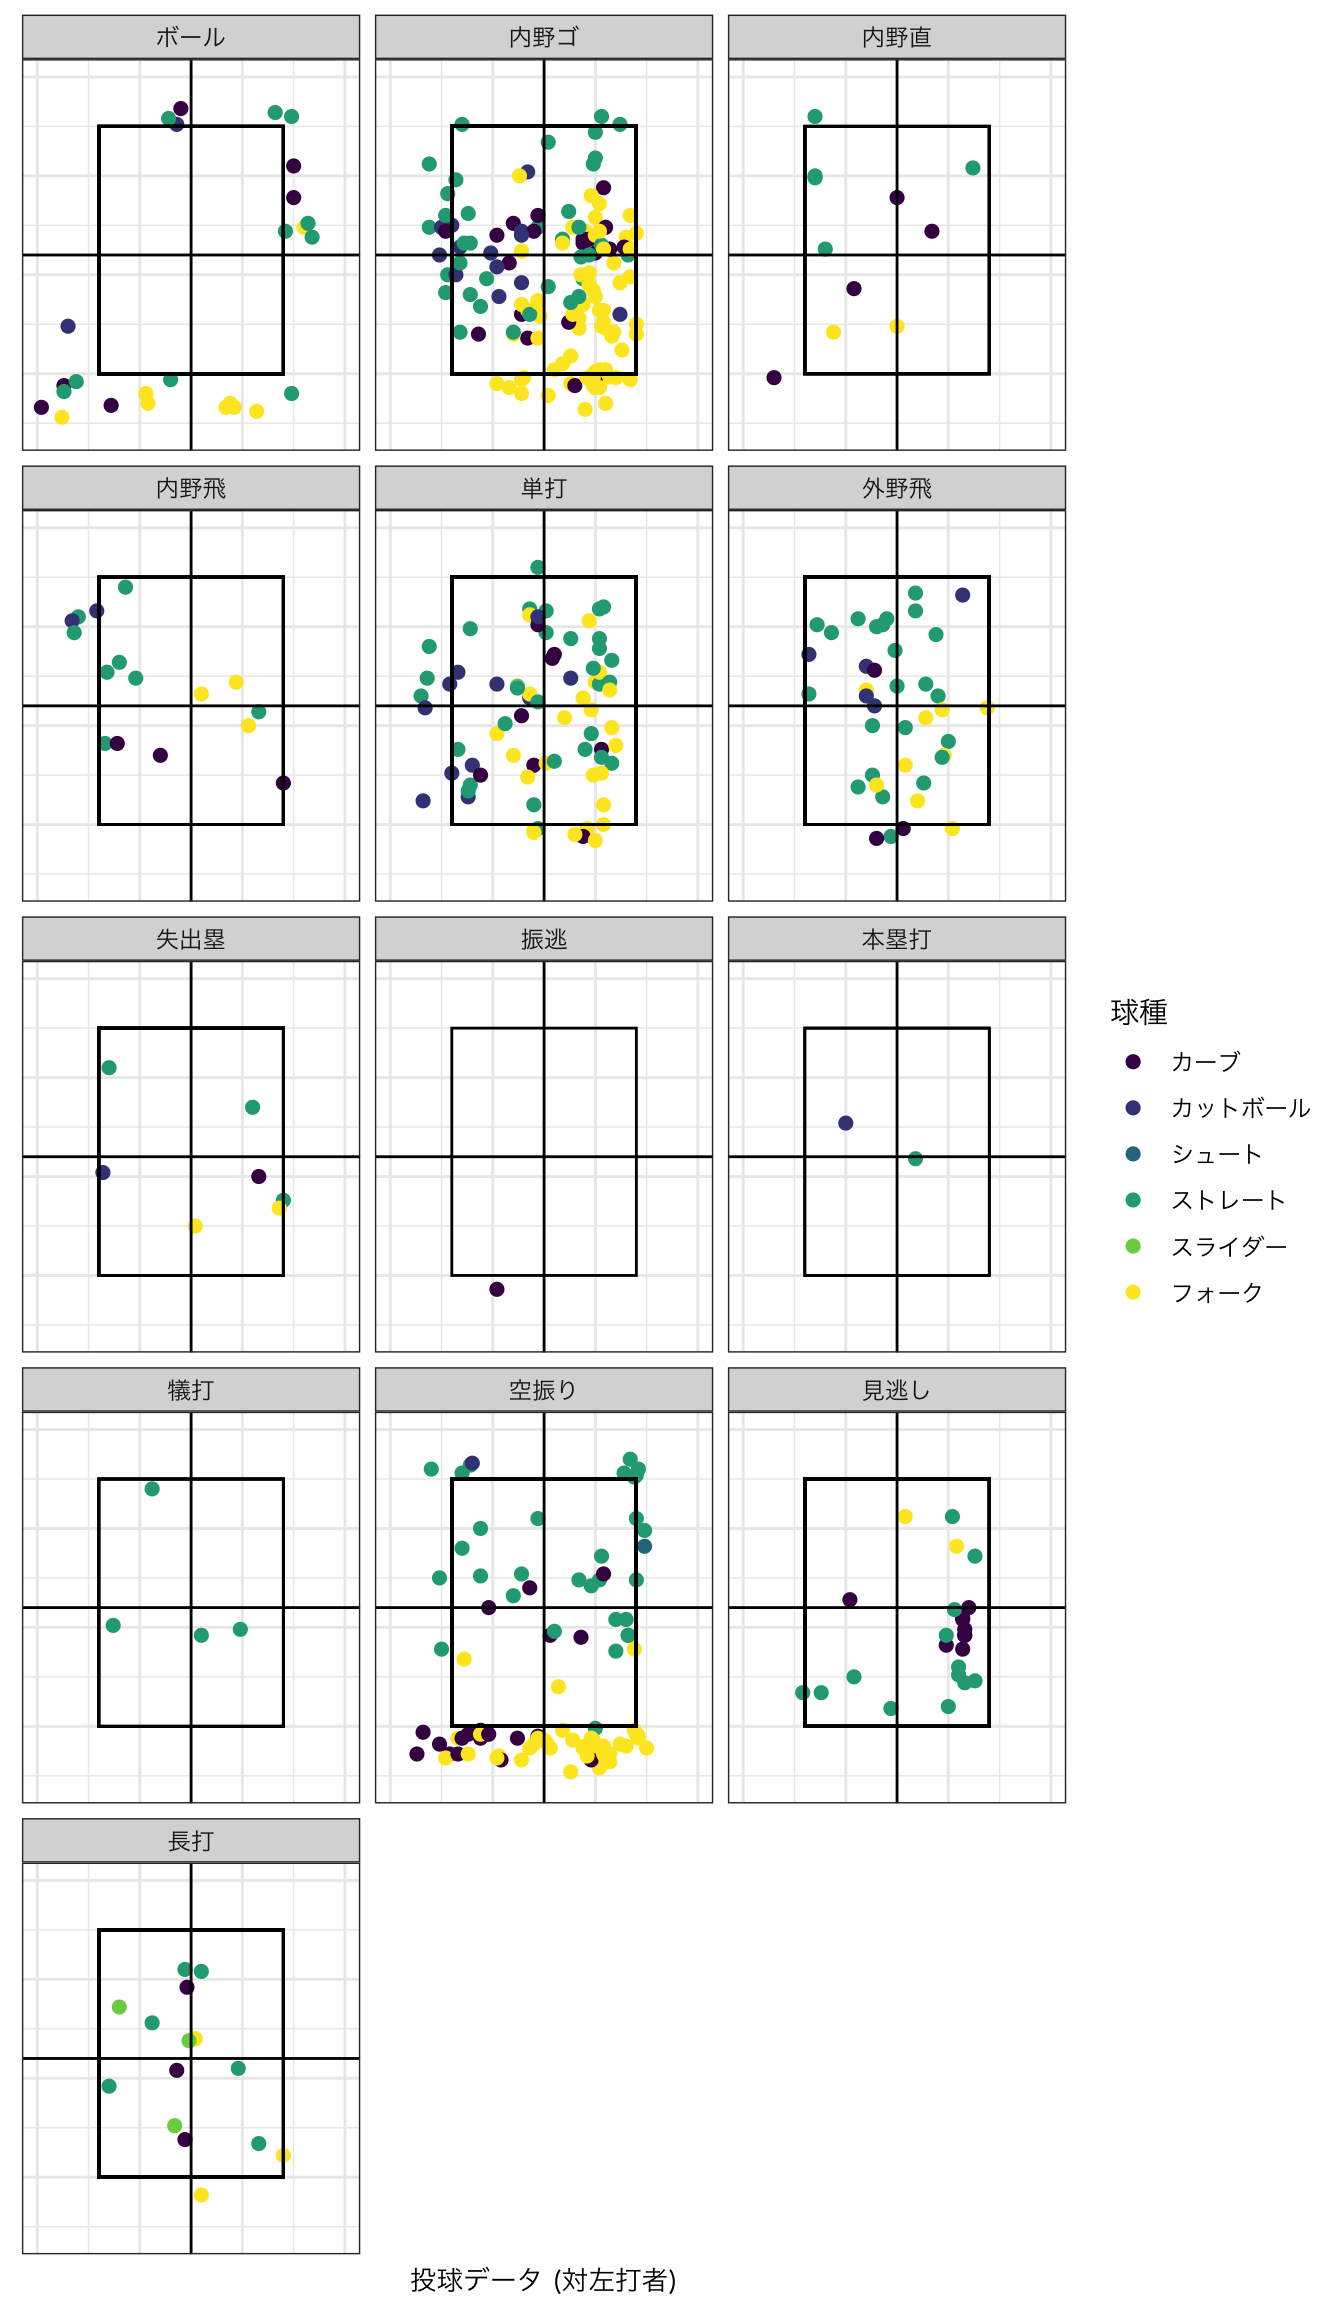 ボール
内野ゴ
内野直
内野飛
単打
外野飛
失出塁
振逃
本塁打
犠打
空振り
見逃し
長打
球種
カーブ
カットボール
シュート
ストレート
スライダー
フォーク
投球データ (対左打者)